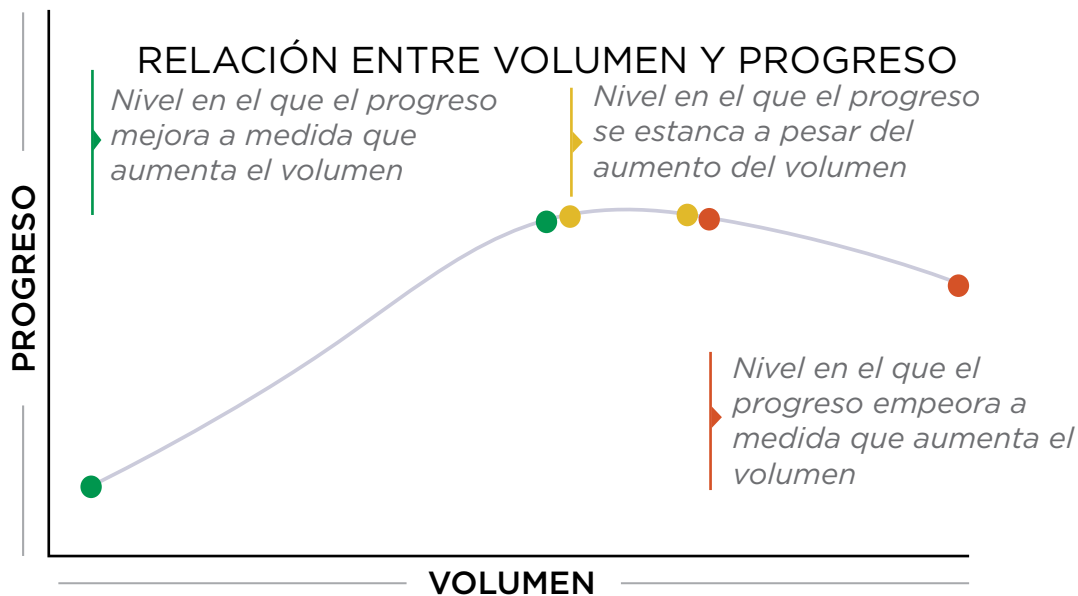 RELACIÓN ENTRE VOLUMEN Y PROGRESO
Nivel en el que el progreso
mejora a medida que
aumenta el volumen
Nivel en el que el progreso
se estanca a pesar del
aumento del volumen
PROGRESO
Nivel en el que el
progreso empeora a
medida que aumenta el
volumen
VOLUMEN